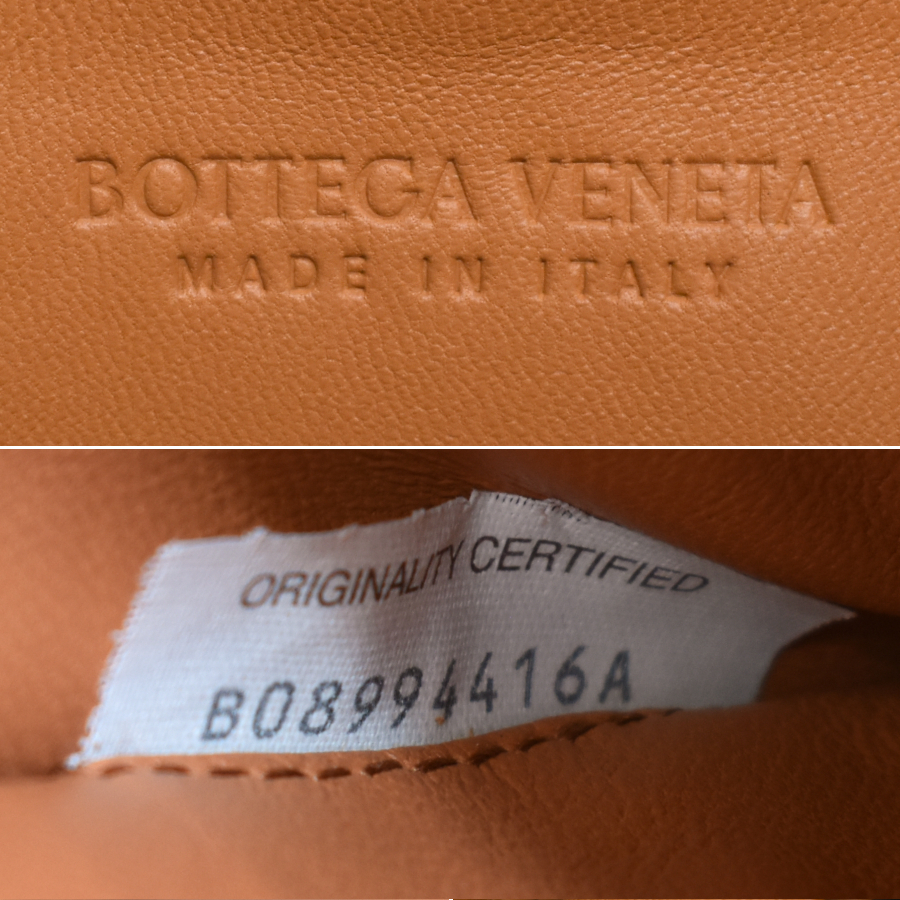 BOTTEGA VENETA
MADE IN ITALY
ORIGINALITY CERTIFIED
B08994416A